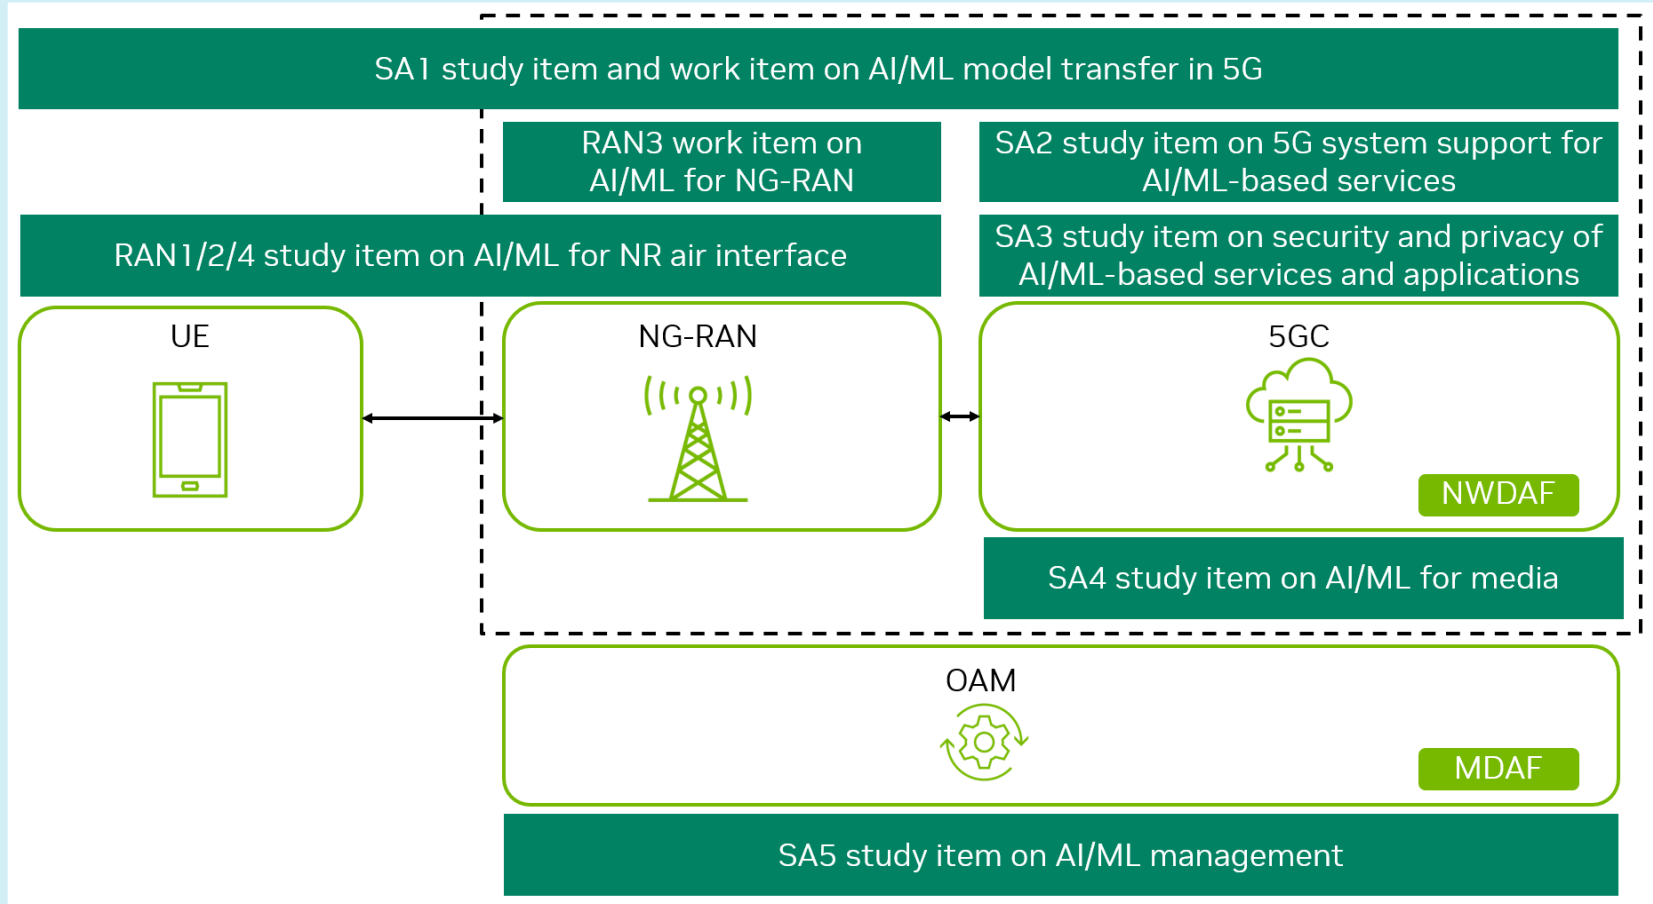 SA1 study item and work item on AI/ML model transfer in 5G
RAN3 work item on
AI/ML for NG-RAN
SA2 study item on 5G system support for
AI/ML-based services
RAN1/2/4 study item on AI/ML for NR air interface
SA3 study item on security and privacy of
AI/ML-based services and applications
UE
NG-RAN
5GC
NWDAF
SA4 study item on AI/ML for media
OAM
MDAF
SA5 study item on AI/ML management